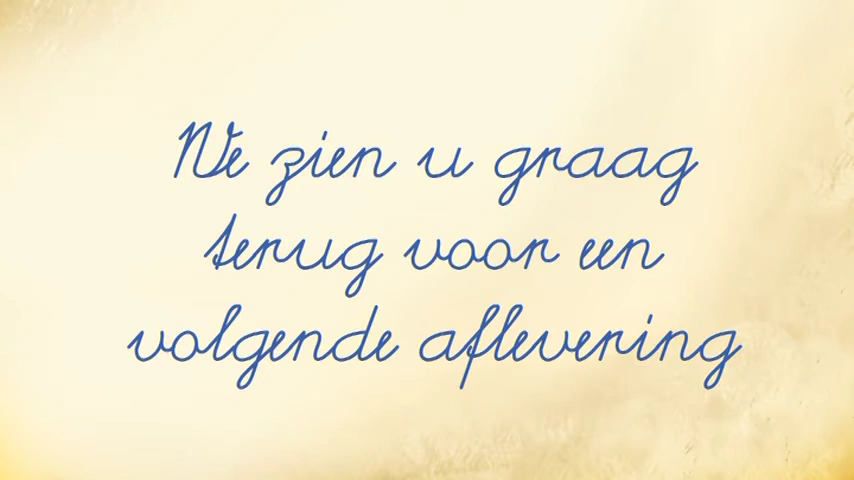 We zien u graag
terug voor een
volgende aflevering